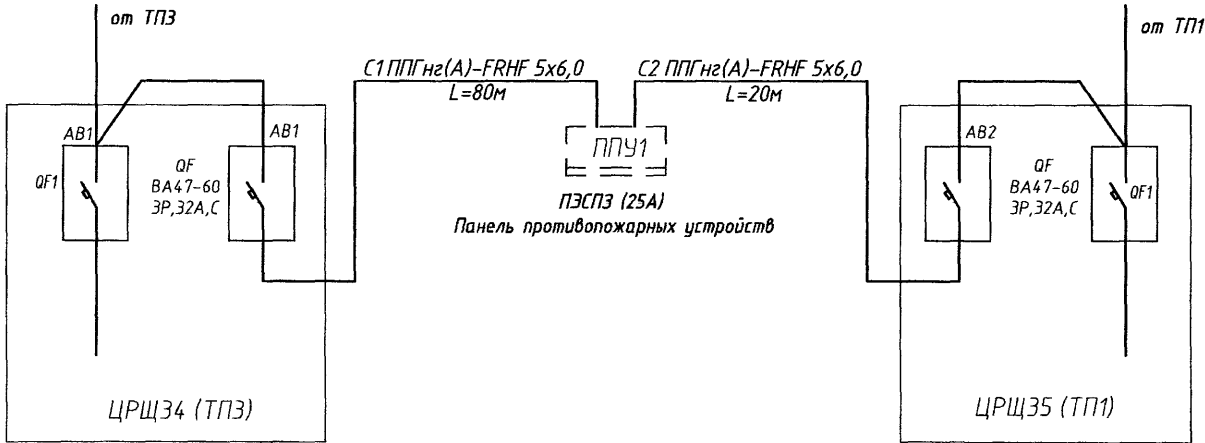 от ТП3
от ТП1
С1 ППГнг(А)-FRHF 5х6,0
L=80м
С2 ППГнг(А)-FRHF 5х6,0
L=20м
АВ1
АВ1
QF1
QF
ВА47-60
3Р,32А,С
ППУ1
ПЭСПЗ (25А)
Панель противопожарных устройств
АВ2
QF
ВА47-60
3Р,32А,С
QF1
ЦРЩ34 (ТП3)
ЦРЩ35 (ТП1)